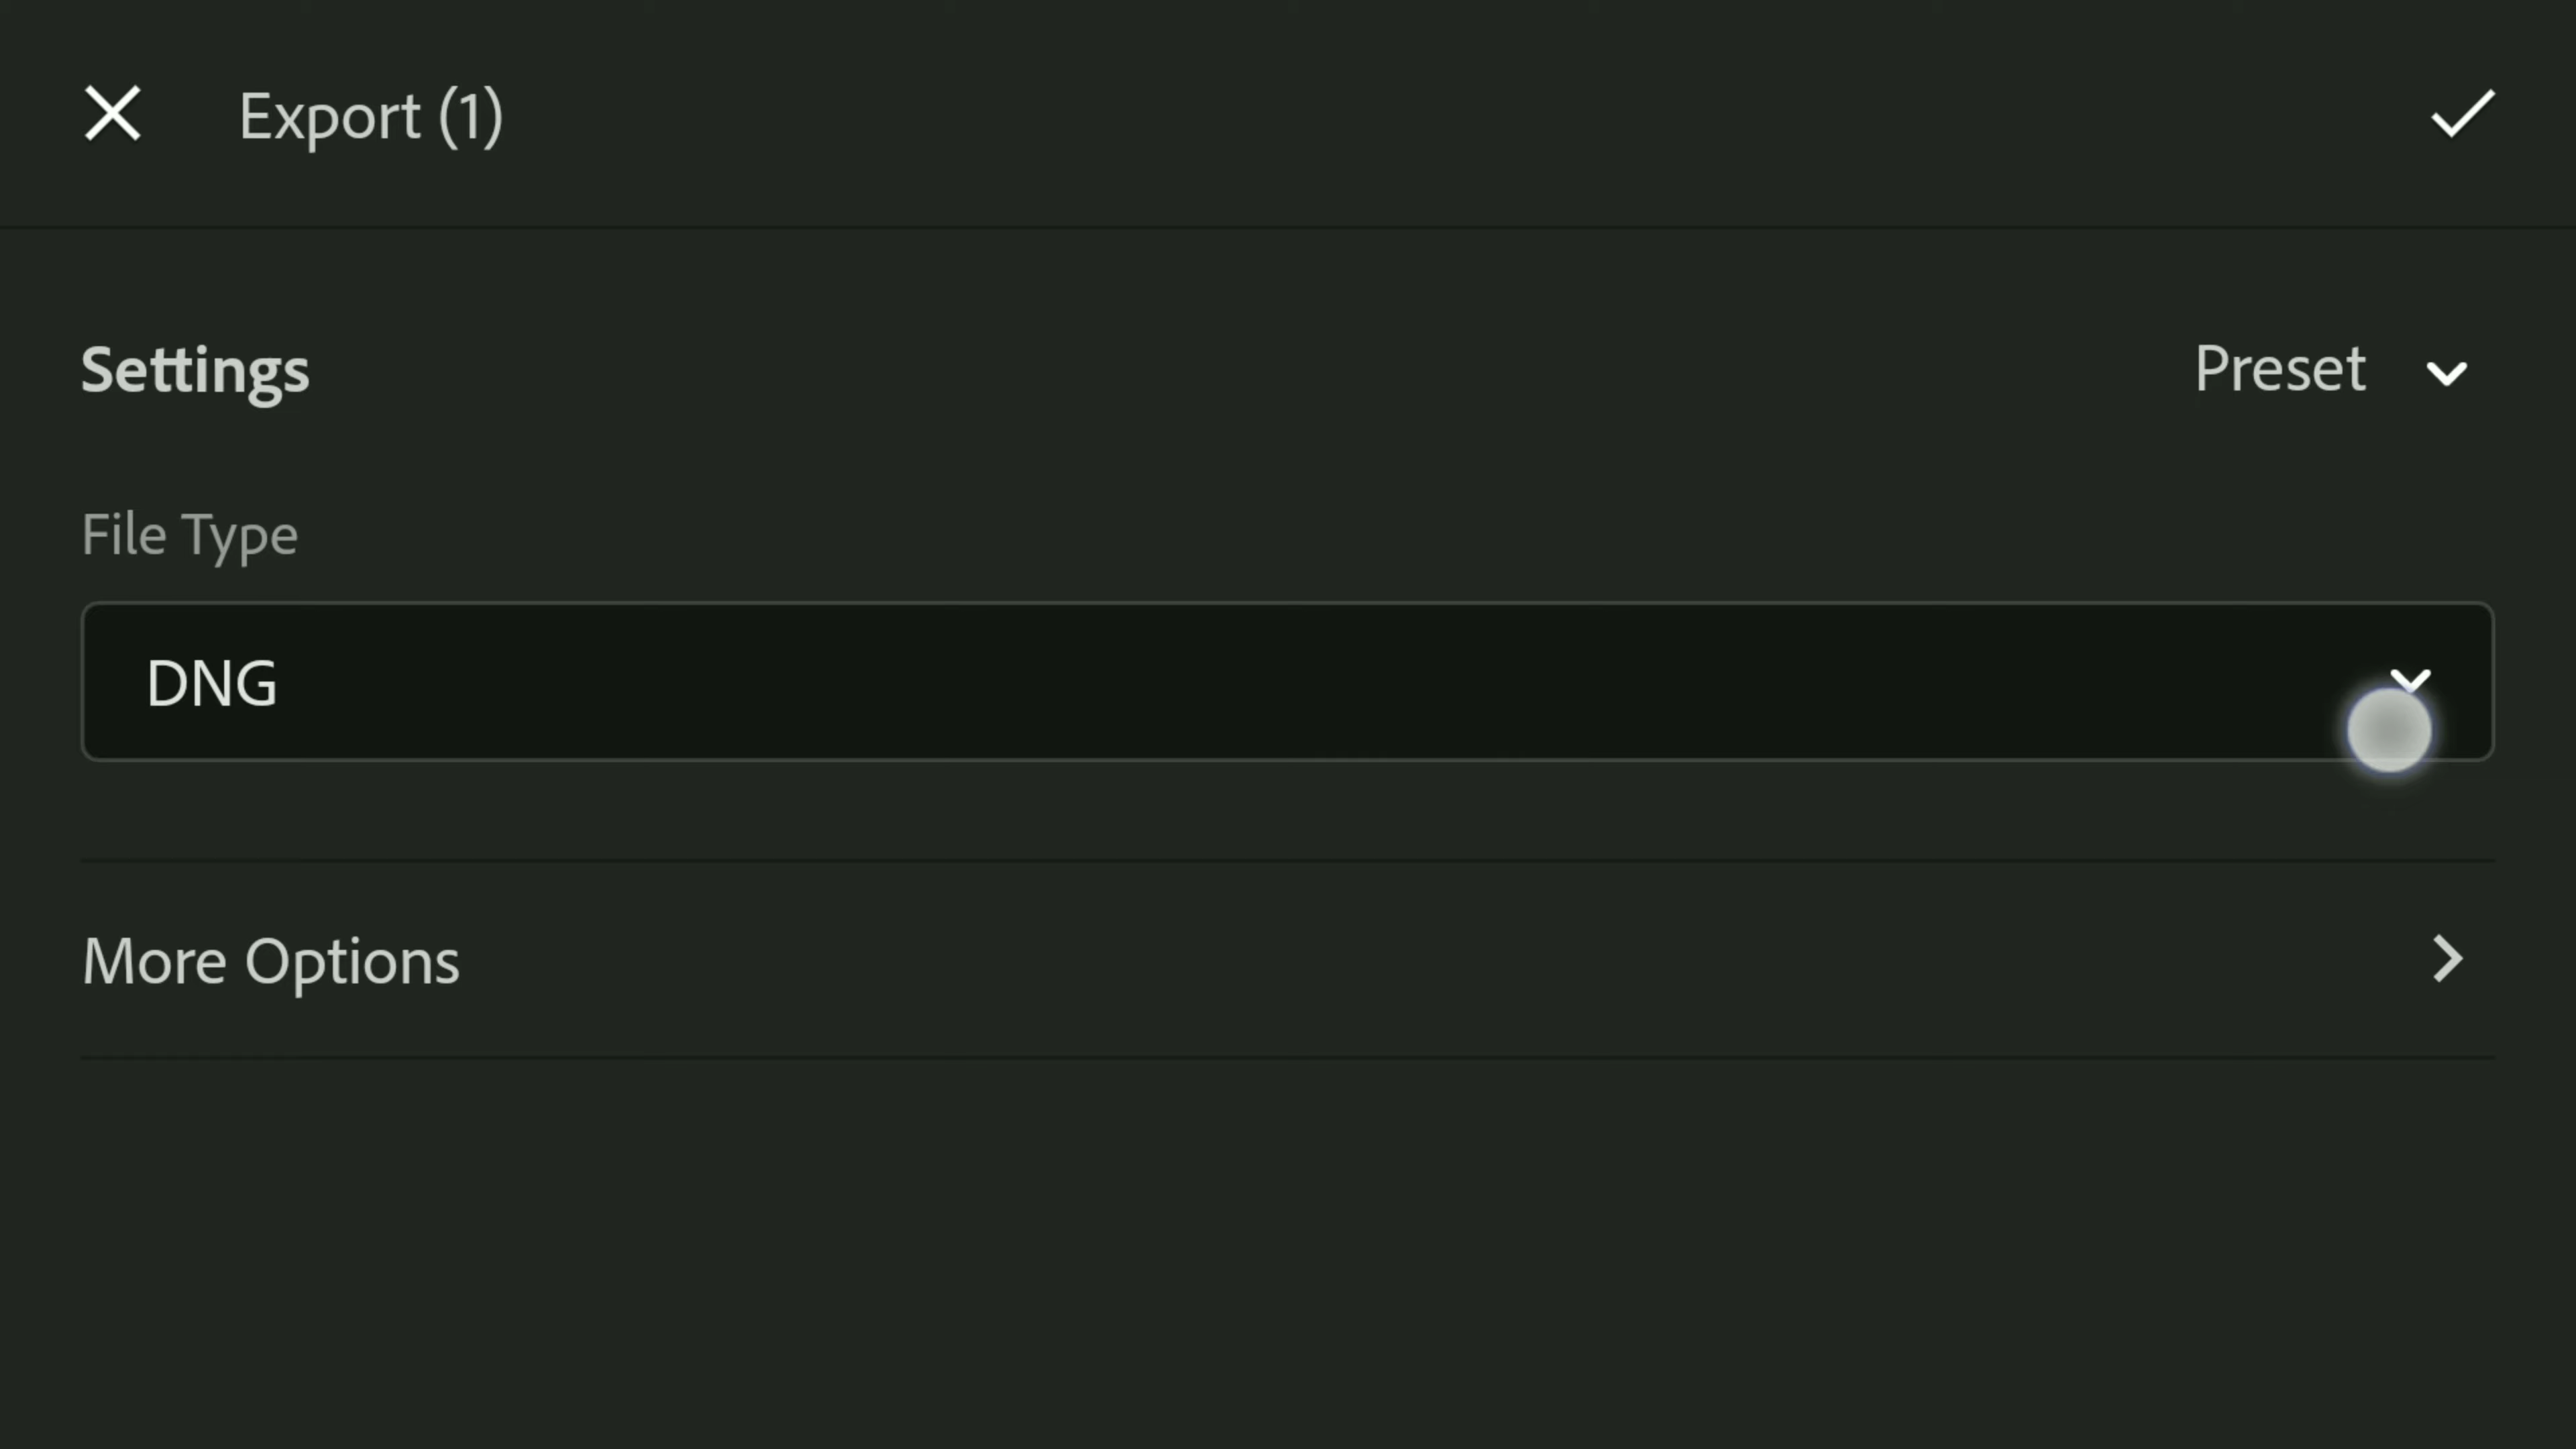 Export (1)
Settings
Preset
File Type
DNG
More Options